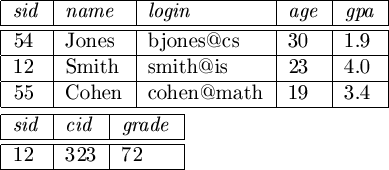 sid name login age gpa
54 Jones bjones@cs 30 1.9
12 Smith smith@is 23 4.0
55 Cohen cohen@math 19 3.4
sid cid grade
12 323 72